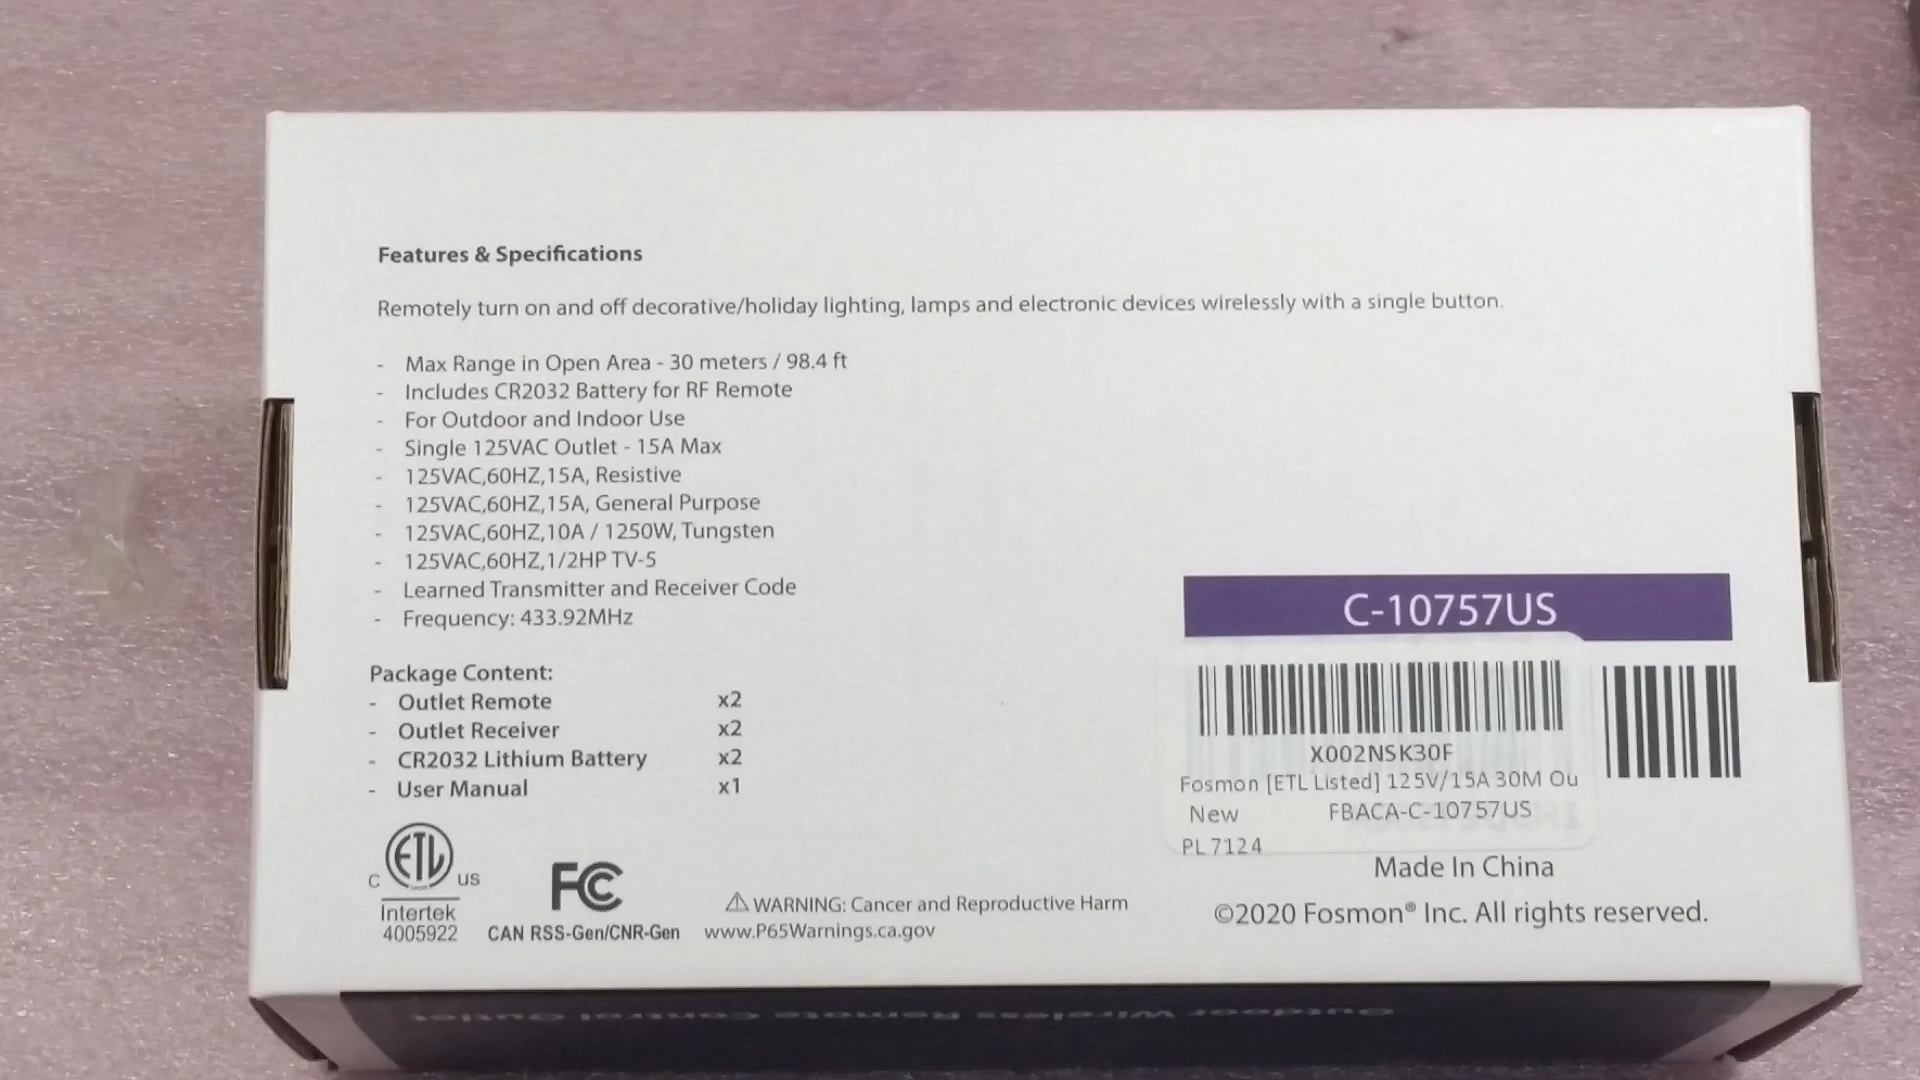 Features & Specifications
Remotely turn on and off decorative/holiday lighting, lamps and electronic devices wirelessly with a single button.
- Max Range in Open Area - 30 meters / 98.4 ft
- Includes CR2032 Battery for RF Remote
- For Outdoor and Indoor Use
- Single 125VAC Outlet - 15A Max
- 125VAC,60HZ,15A, Resistive
- 125VAC,60HZ,15A, General Purpose
- 125VAC,60HZ,10A / 1250W, Tungsten
- 125VAC,60HZ,1/2HP TV-5
- Learned Transmitter and Receiver Code
- Frequency: 433.92MHz
Package Content:
- Outlet Remote x2
- Outlet Receiver x2
- CR2032 Lithium Battery x2
- User Manual x1
C ETL US
Intertek
4005922
FC
CAN RSS-Gen/CNR-Gen
⚠ WARNING: Cancer and Reproductive Harm
www.P65Warnings.ca.gov
C-10757US
X002NSK30F
Fosmon [ETL Listed] 125V/15A 30M Ou
New FBACA-C-10757US
PL 7124
Made In China
©2020 Fosmon® Inc. All rights reserved.
Outdoor Wireless Remote Control Outlet